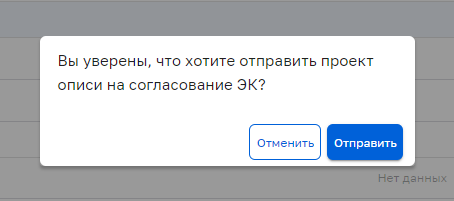 Вы уверены, что хотите отправить проект
описи на согласование ЭК?
Отменить
Отправить
Нет данных